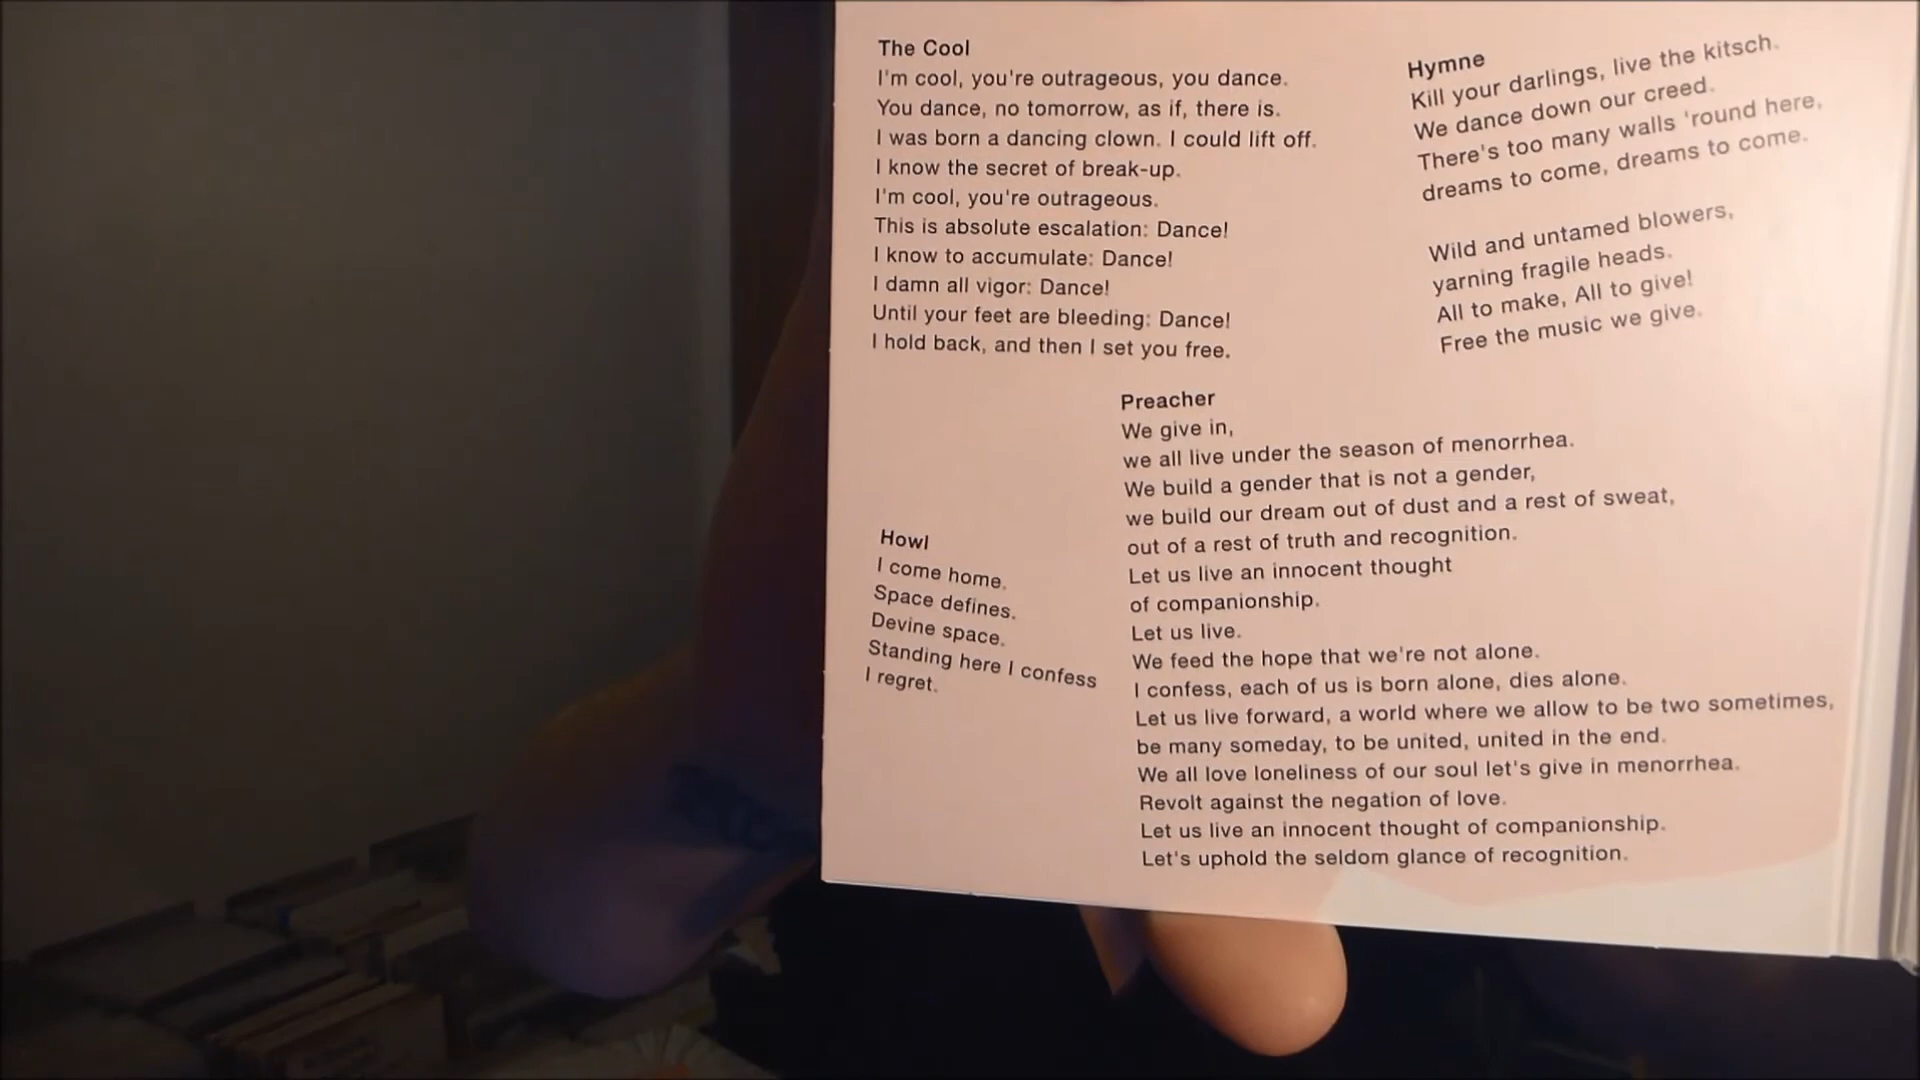 The Cool
I'm cool, you're outrageous, you dance.
You dance, no tomorrow, as if, there is.
I was born a dancing clown. I could lift off.
I know the secret of break-up.
I'm cool, you're outrageous.
This is absolute escalation: Dance!
I know to accumulate: Dance!
I damn all vigor: Dance!
Until your feet are bleeding: Dance!
I hold back, and then I set you free.
Hymne
Kill your darlings, live the kitsch.
We dance down our creed.
There's too many walls 'round here,
dreams to come, dreams to come.
Wild and untamed blowers,
yarning fragile heads.
All to make, All to give!
Free the music we give.
Howl
I come home.
Space defines.
Devine space.
Standing here I confess
I regret.
Preacher
We give in,
we all live under the season of menorrhea.
We build a gender that is not a gender,
we build our dream out of dust and a rest of sweat,
out of a rest of truth and recognition.
Let us live an innocent thought
of companionship.
Let us live.
We feed the hope that we're not alone.
I confess, each of us is born alone, dies alone.
Let us live forward, a world where we allow to be two sometimes,
be many someday, to be united, united in the end.
We all love loneliness of our soul let's give in menorrhea.
Revolt against the negation of love.
Let us live an innocent thought of companionship.
Let's uphold the seldom glance of recognition.